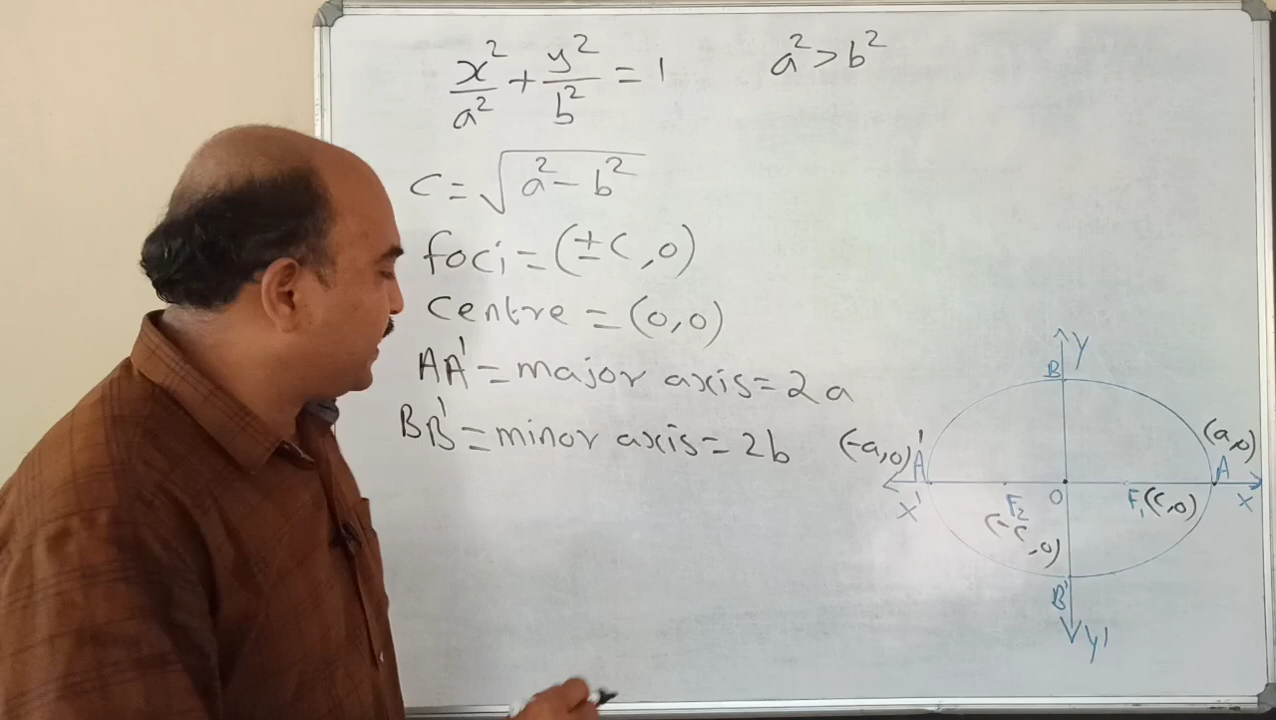 x²/a² + y²/b² = 1 a² > b²
c = √(a² − b²)
foci = (±c, 0)
Centre = (0,0)
AA' = major axis = 2a
BB' = minor axis = 2b
Y
B
(-a,0) A'
(a,0)
A
X'
O
F₂
(-c,0)
F₁(c,0)
X
B'
Y'